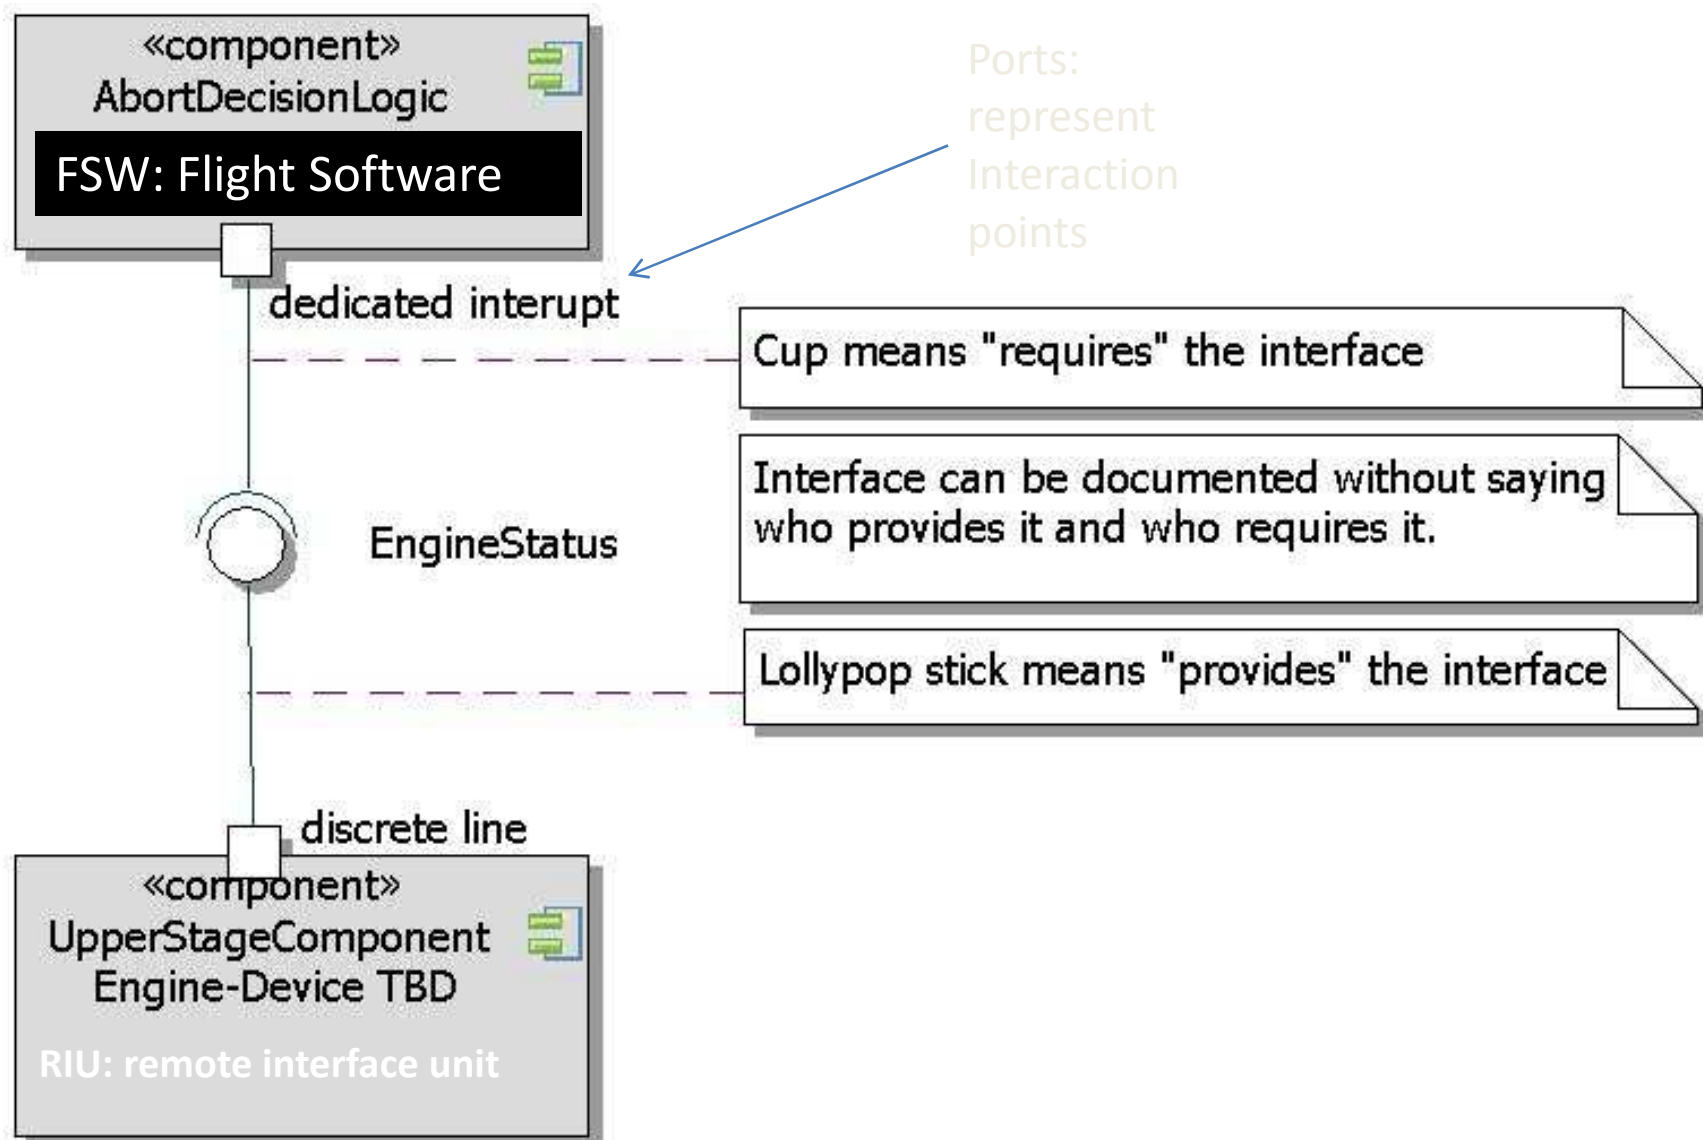 «component»
AbortDecisionLogic
FSW: Flight Software
Ports:
represent
Interaction
points
dedicated interupt
Cup means "requires" the interface
Interface can be documented without saying
who provides it and who requires it.
EngineStatus
Lollypop stick means "provides" the interface
discrete line
«component»
UpperStageComponent
Engine-Device TBD
RIU: remote interface unit